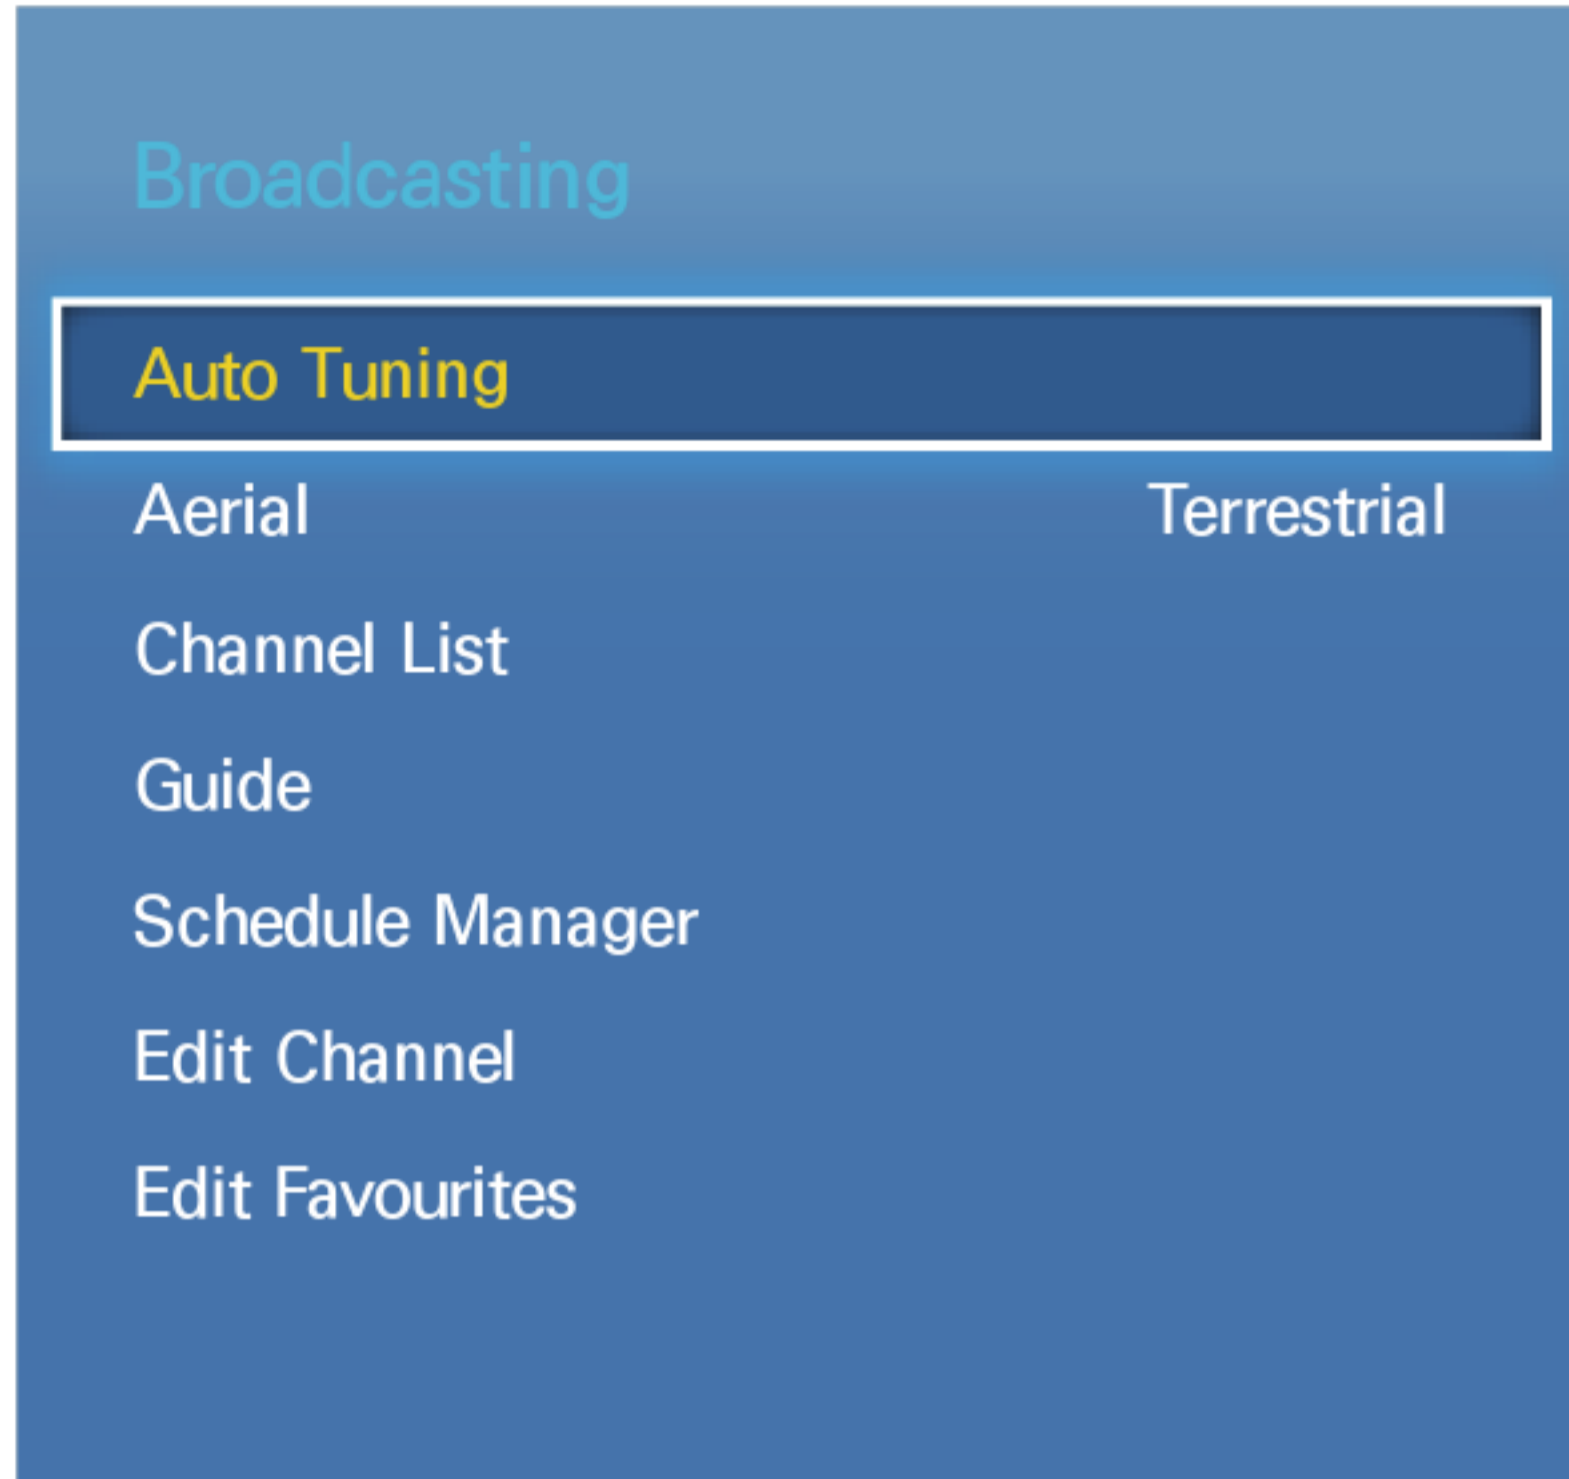 Broadcasting
Auto Tuning
Aerial Terrestrial
Channel List
Guide
Schedule Manager
Edit Channel
Edit Favourites